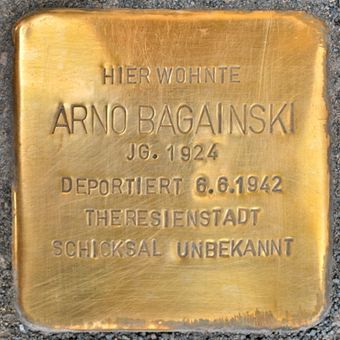 HIER WOHNTE
ARNO BAGAINSKI
JG. 1924
DEPORTIERT 6.6.1942
THERESIENSTADT
SCHICKSAL UNBEKANNT